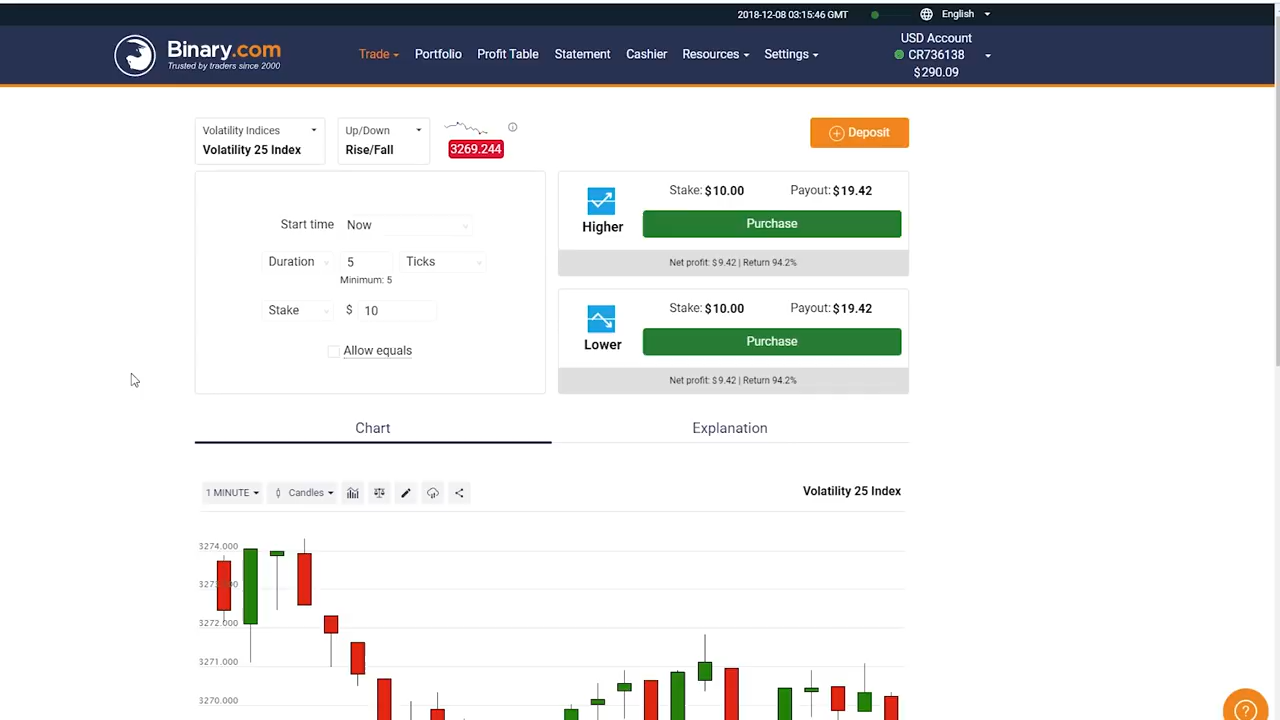 2018-12-08 03:15:46 GMT
English
Binary.com
Trusted by traders since 2000
Trade
Portfolio
Profit Table
Statement
Cashier
Resources
Settings
USD Account
CR736138
$290.09
Volatility Indices
Volatility 25 Index
Up/Down
Rise/Fall
3269.244
Deposit
Start time Now
Duration 5 Ticks
Minimum: 5
Stake $ 10
Allow equals
Higher
Stake: $10.00 Payout: $19.42
Purchase
Net profit: $9.42 | Return 94.2%
Lower
Stake: $10.00 Payout: $19.42
Purchase
Net profit: $9.42 | Return 94.2%
Chart
Explanation
1 MINUTE
Candles
Volatility 25 Index
3274.000
3273.000
3272.000
3271.000
3270.000